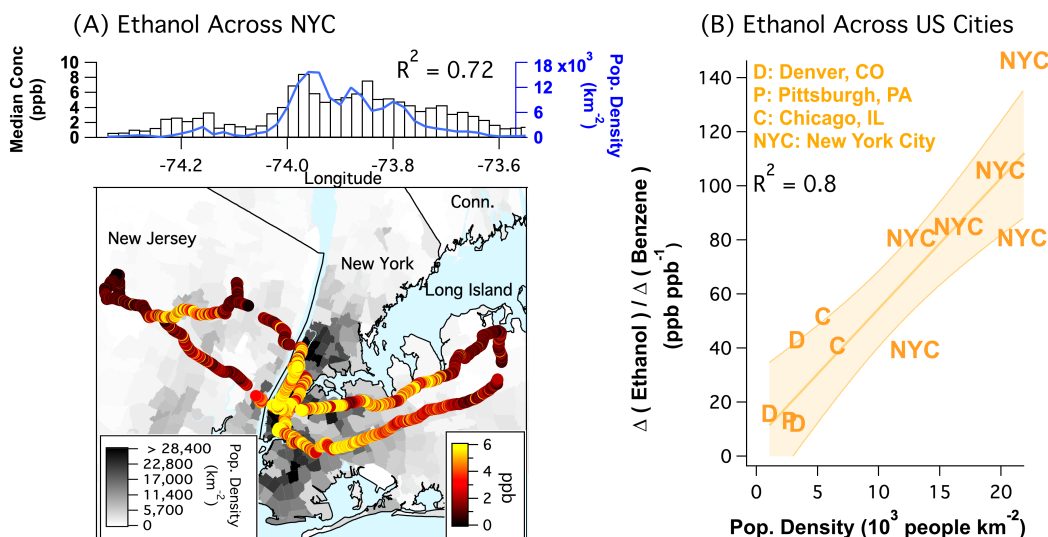 (A) Ethanol Across NYC
Median Conc
(ppb)
10
8
6
4
2
0
R² = 0.72
18 x10³
12
6
0
Pop. Density
(km⁻²)
-74.2
-74.0
-73.8
-73.6
Longitude
Conn.
New Jersey
New York
Long Island
> 28,400
22,800
17,000
11,400
5,700
0
Pop. Density
(km⁻²)
6
4
2
0
ppb
(B) Ethanol Across US Cities
NYC
D: Denver, CO
P: Pittsburgh, PA
C: Chicago, IL
NYC: New York City
R² = 0.8
NYC
NYC
NYC
NYC
C
D
C
NYC
P
P
D
140
120
100
80
60
40
20
0
Δ ( Ethanol ) / Δ ( Benzene )
(ppb ppb⁻¹)
0
5
10
15
20
Pop. Density (10³ people km⁻²)